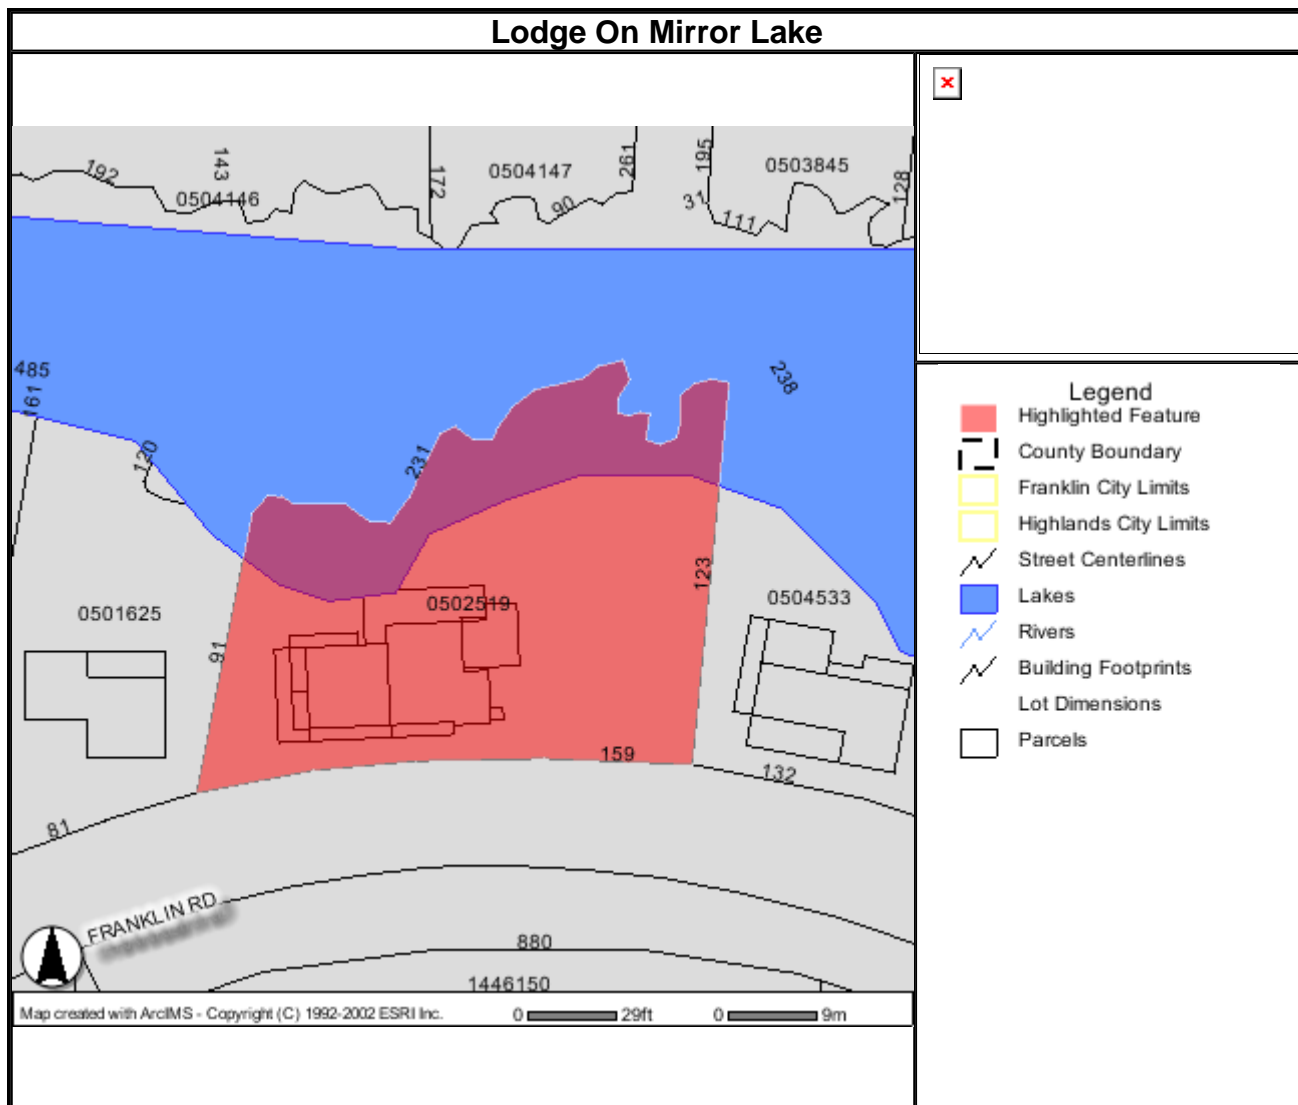 Lodge On Mirror Lake
192
143
0504146
172
0504147
90
261
195
31
111
0503845
128
485
161
120
231
238
0501625
91
0502519
123
0504533
159
132
81
FRANKLIN RD
880
1446150
Map created with ArcIMS - Copyright (C) 1992-2002 ESRI Inc.
0 29ft 0 9m
Legend
Highlighted Feature
County Boundary
Franklin City Limits
Highlands City Limits
Street Centerlines
Lakes
Rivers
Building Footprints
Lot Dimensions
Parcels